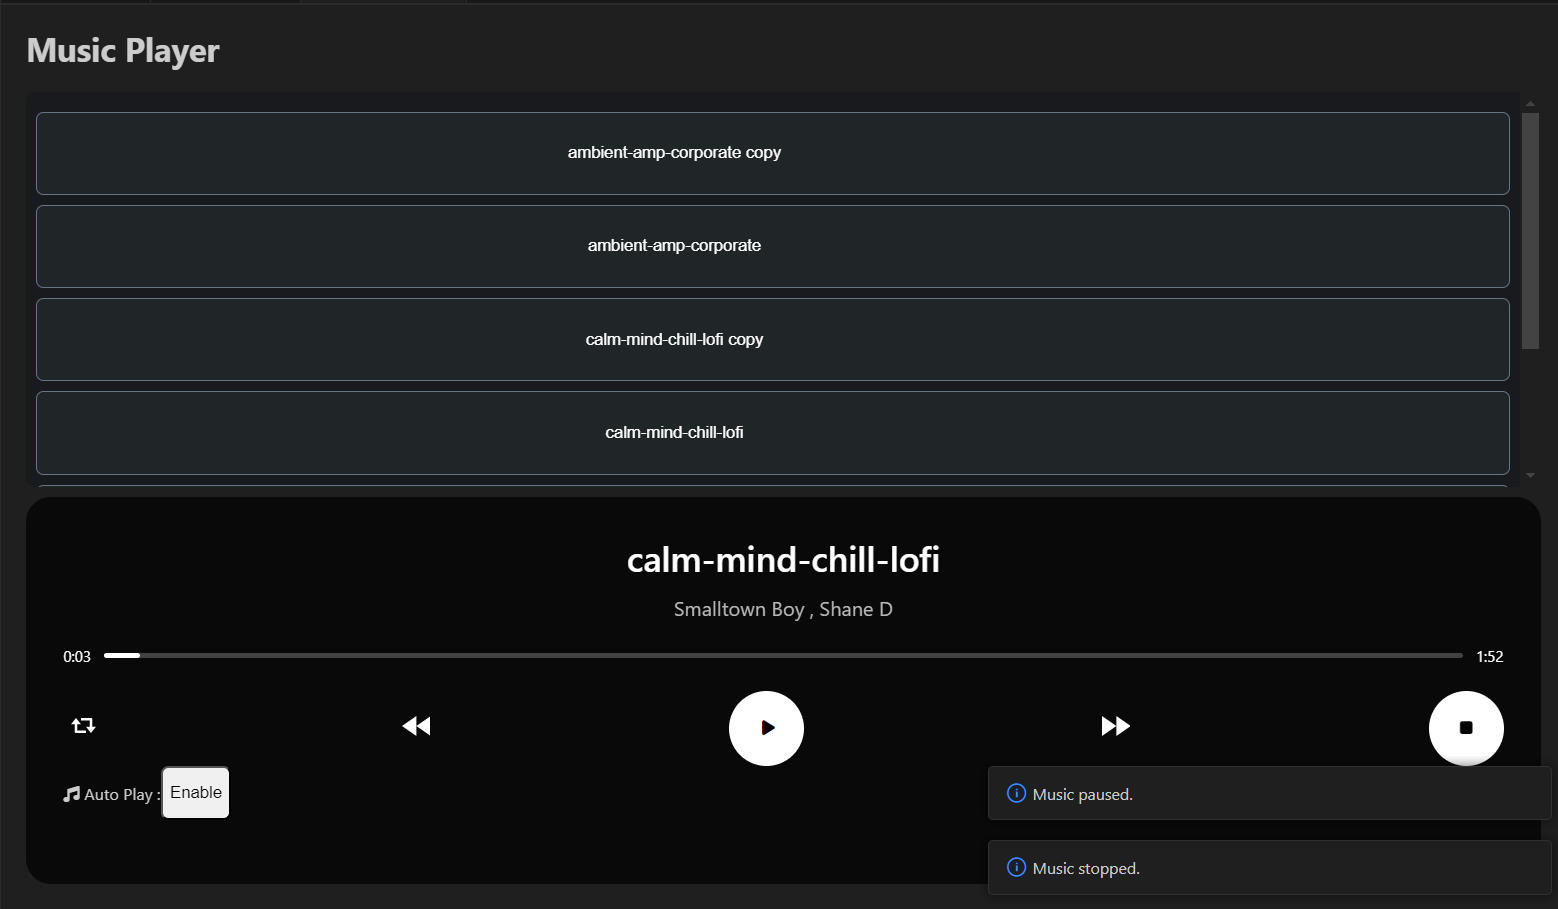 Music Player
ambient-amp-corporate copy
ambient-amp-corporate
calm-mind-chill-lofi copy
calm-mind-chill-lofi
calm-mind-chill-lofi
Smalltown Boy , Shane D
0:03 1:52
Auto Play : Enable
Music paused.
Music stopped.